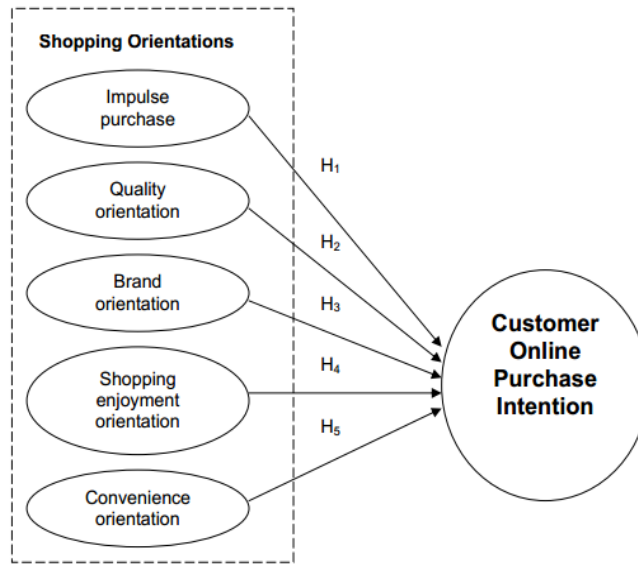 Shopping Orientations
Impulse
purchase
H₁
Quality
orientation
H₂
Brand
orientation
H₃
Shopping
enjoyment
orientation
H₄
Convenience
orientation
H₅
Customer
Online
Purchase
Intention